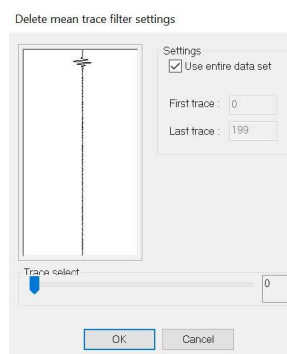 Delete mean trace filter settings
Settings
Use entire data set
First trace : 0
Last trace : 199
Trace select
0
OK Cancel